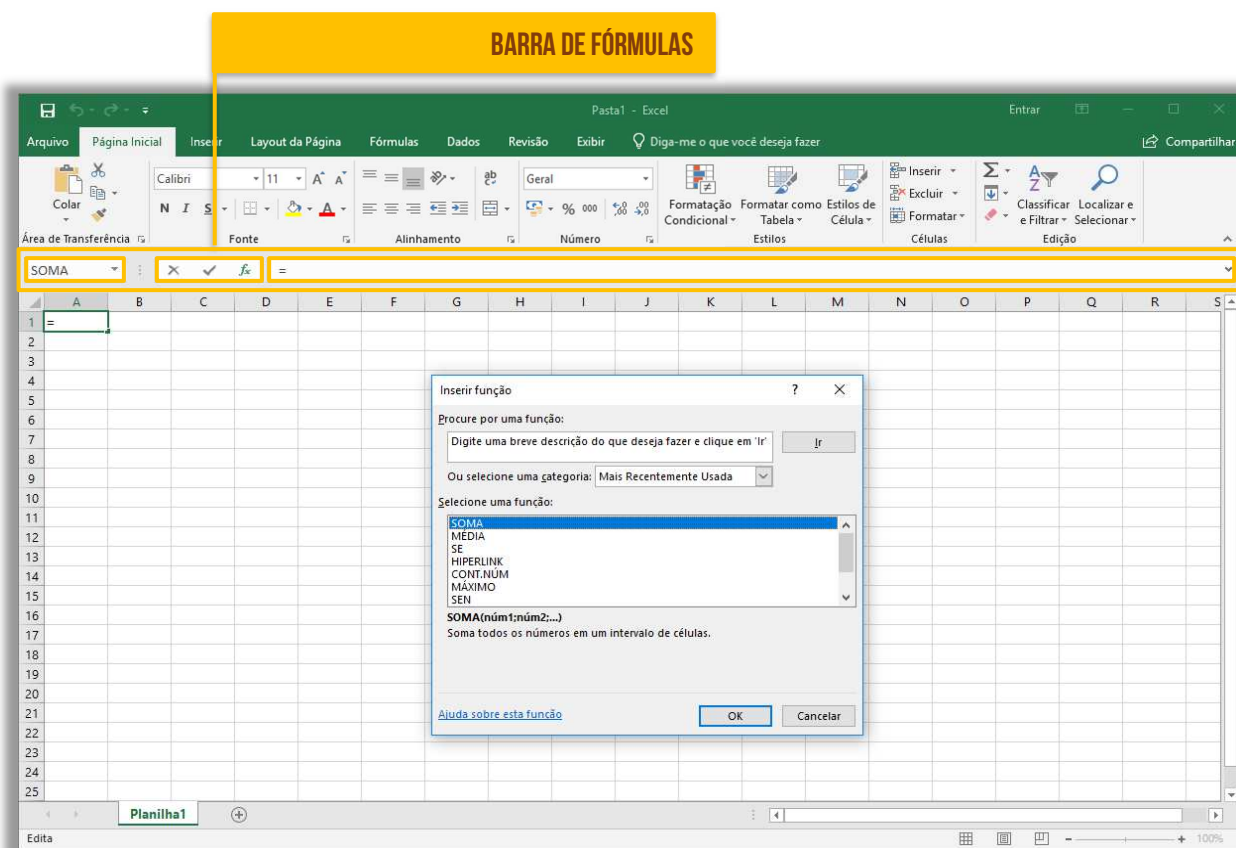 BARRA DE FÓRMULAS
Pasta1 - Excel
Entrar
Arquivo Página Inicial Inserir Layout da Página Fórmulas Dados Revisão Exibir Diga-me o que você deseja fazer Compartilhar
Colar
Área de Transferência
Calibri 11 A A
N I S A
Fonte
ab
Alinhamento
Geral
% 000
Número
Formatação Condicional
Formatar como Tabela
Estilos de Célula
Estilos
Inserir
Excluir
Formatar
Células
Classificar e Filtrar
Localizar e Selecionar
Edição
SOMA fx =
A B C D E F G H I J K L M N O P Q R S
1 =
2
3
4
5
6
7
8
9
10
11
12
13
14
15
16
17
18
19
20
21
22
23
24
25
Inserir função ?
Procure por uma função:
Digite uma breve descrição do que deseja fazer e clique em 'Ir'
Ir
Ou selecione uma categoria: Mais Recentemente Usada
Selecione uma função:
SOMA
MÉDIA
SE
HIPERLINK
CONT.NÚM
MÁXIMO
SEN
SOMA(núm1;núm2;...)
Soma todos os números em um intervalo de células.
Ajuda sobre esta função
OK
Cancelar
Planilha1
Edita
100%